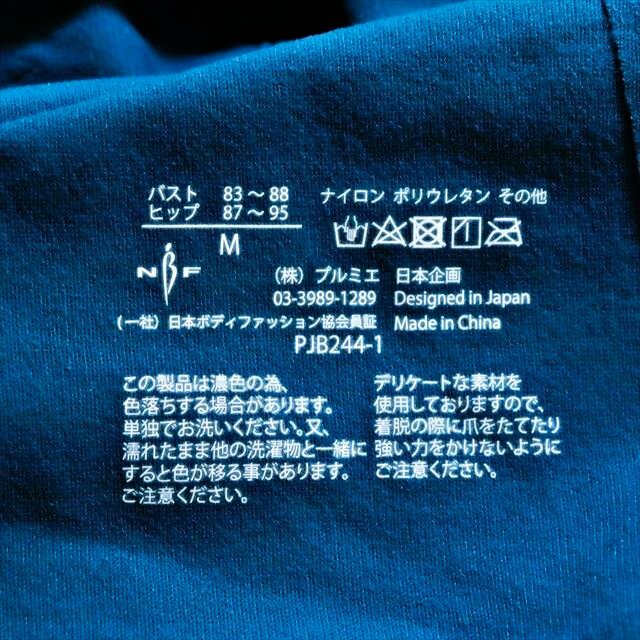 バスト 83～88
ヒップ 87～95
M
ナイロン ポリウレタン その他
NBF
(株) プルミエ 日本企画
03-3989-1289 Designed in Japan
(一社) 日本ボディファッション協会員証 Made in China
PJB244-1
この製品は濃色の為、
色落ちする場合があります。
単独でお洗いください。又、
濡れたまま他の洗濯物と一緒に
すると色が移る事があります。
ご注意ください。
デリケートな素材を
使用しておりますので、
着脱の際に爪をたてたり
強い力をかけないように
ご注意ください。